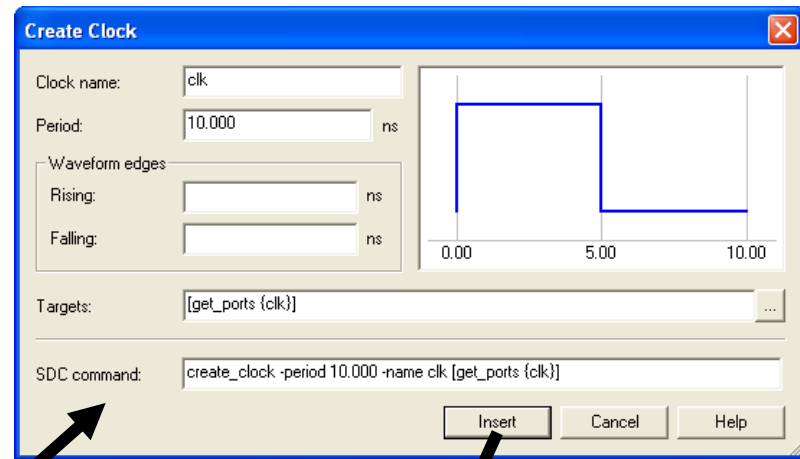 Create Clock
Clock name: clk
Period: 10.000 ns
Waveform edges
Rising: ns
Falling: ns
0.00 5.00 10.00
Targets: [get_ports {clk}] ...
SDC command: create_clock -period 10.000 -name clk [get_ports {clk}]
Insert Cancel Help